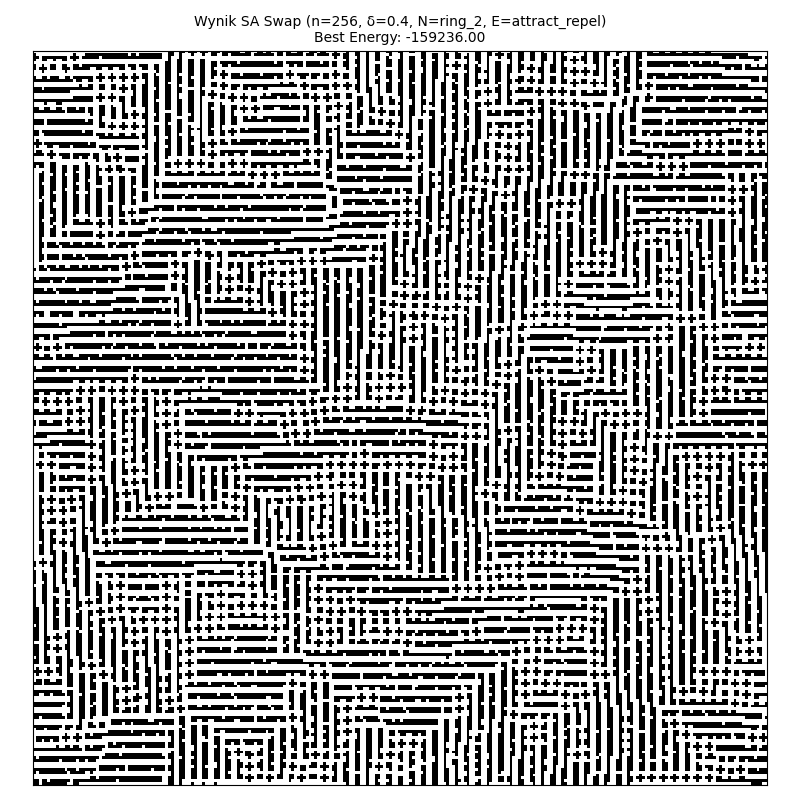 Wynik SA Swap (n=256, δ=0.4, N=ring_2, E=attract_repel)
Best Energy: -159236.00